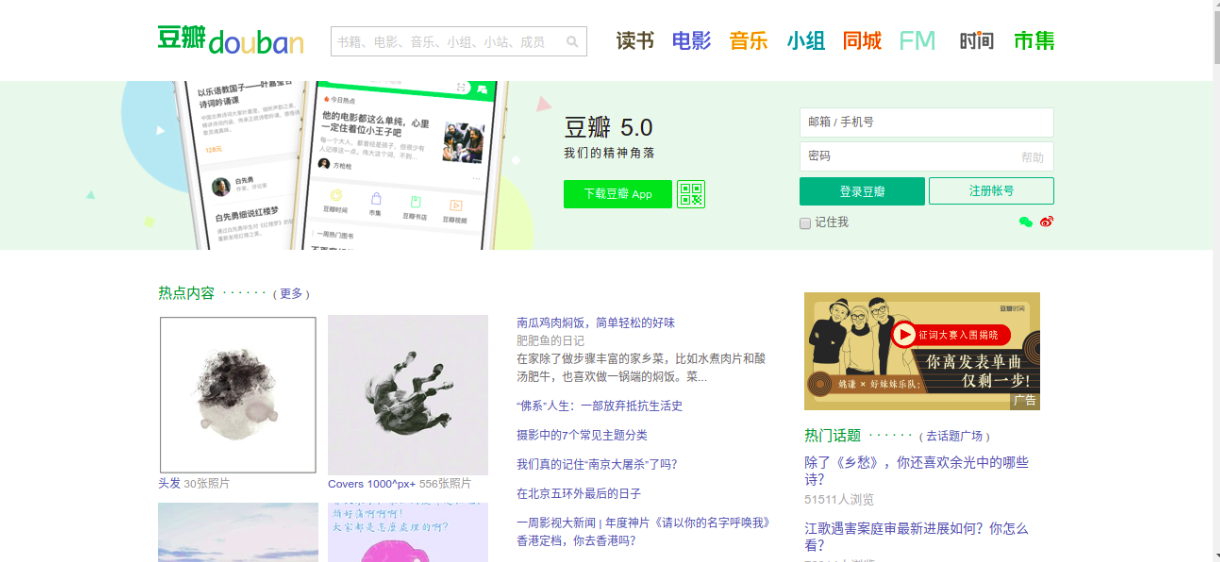 豆瓣douban
书籍、电影、音乐、小组、小站、成员
读书 电影 音乐 小组 同城 FM 时间 市集
以乐语教国子——叶嘉莹古
诗词吟诵课
今日热点
他的电影都这么单纯，心里
一定住着位小王子吧
方枪枪
白先勇
白先勇细说红楼梦
豆瓣时间 市集 豆瓣书店 豆瓣视频
一周热门图书
豆瓣 5.0
我们的精神角落
下载豆瓣 App
邮箱 / 手机号
密码 帮助
登录豆瓣 注册帐号
记住我
热点内容 · · · · · · ( 更多 )
头发 30张照片
Covers 1000^px+ 556张照片
大家都是怎麼處理的啊?
南瓜鸡肉焖饭，简单轻松的好味
肥肥鱼的日记
在家除了做步骤丰富的家乡菜，比如水煮肉片和酸
汤肥牛，也喜欢做一锅端的焖饭。菜...
“佛系”人生：一部放弃抵抗生活史
摄影中的7个常见主题分类
我们真的记住“南京大屠杀”了吗?
在北京五环外最后的日子
一周影视大新闻 | 年度神片《请以你的名字呼唤我》
香港定档，你去香港吗?
豆瓣时间
征词大赛入围揭晓
你离发表单曲
仅剩一步!
姚谦 × 好妹妹乐队:
广告
热门话题 · · · · · · ( 去话题广场 )
除了《乡愁》，你还喜欢余光中的哪些
诗?
51511人浏览
江歌遇害案庭审最新进展如何? 你怎么
看?